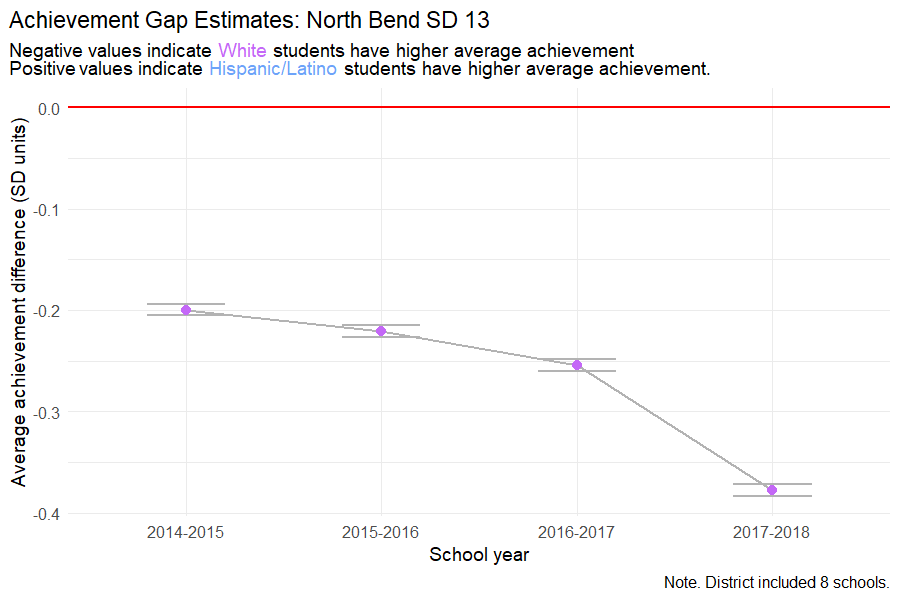 Achievement Gap Estimates: North Bend SD 13
Negative values indicate White students have higher average achievement
Positive values indicate Hispanic/Latino students have higher average achievement.
Average achievement difference (SD units)
0.0
-0.1
-0.2
-0.3
-0.4
2014-2015
2015-2016
2016-2017
2017-2018
School year
Note. District included 8 schools.